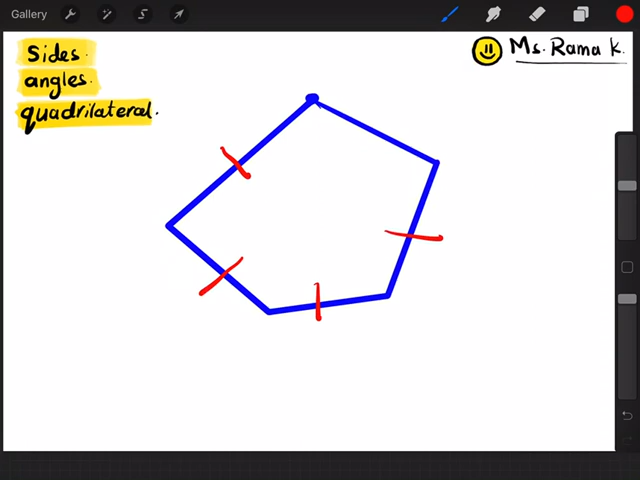 Gallery
Sides.
angles.
quadrilateral.
Ms. Rama K.